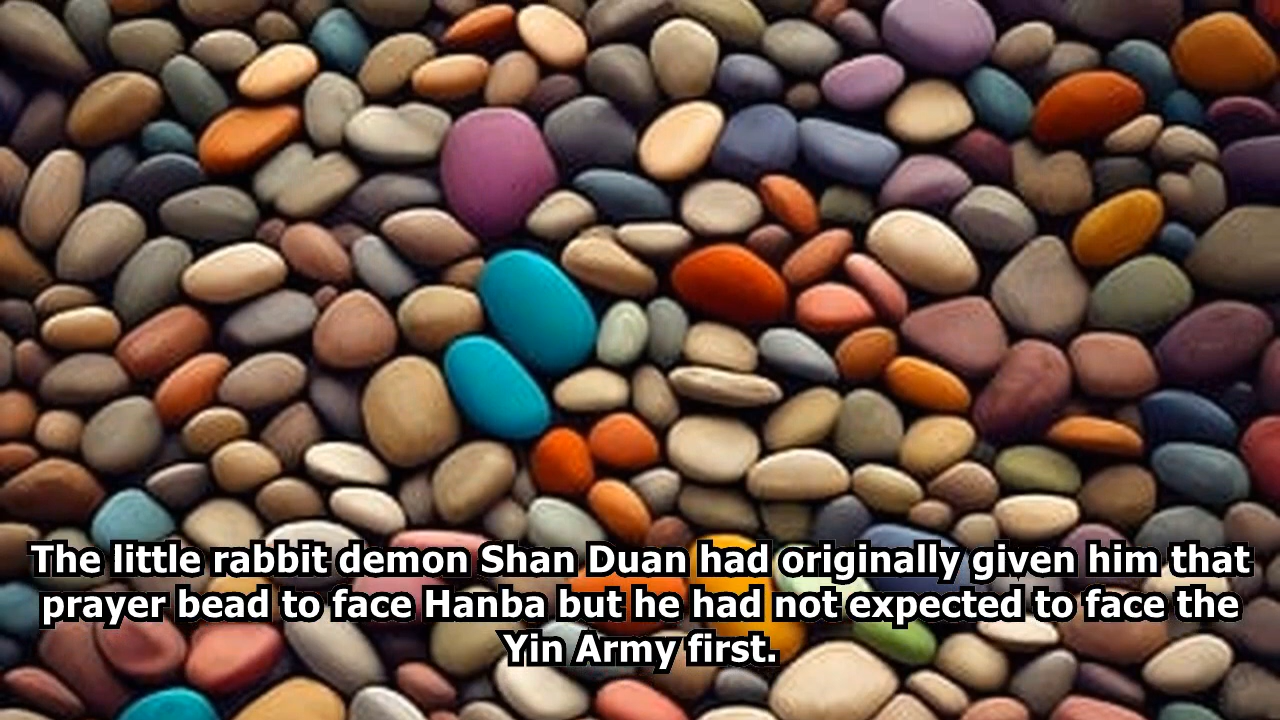 The little rabbit demon Shan Duan had originally given him that
prayer bead to face Hanba but he had not expected to face the
Yin Army first.